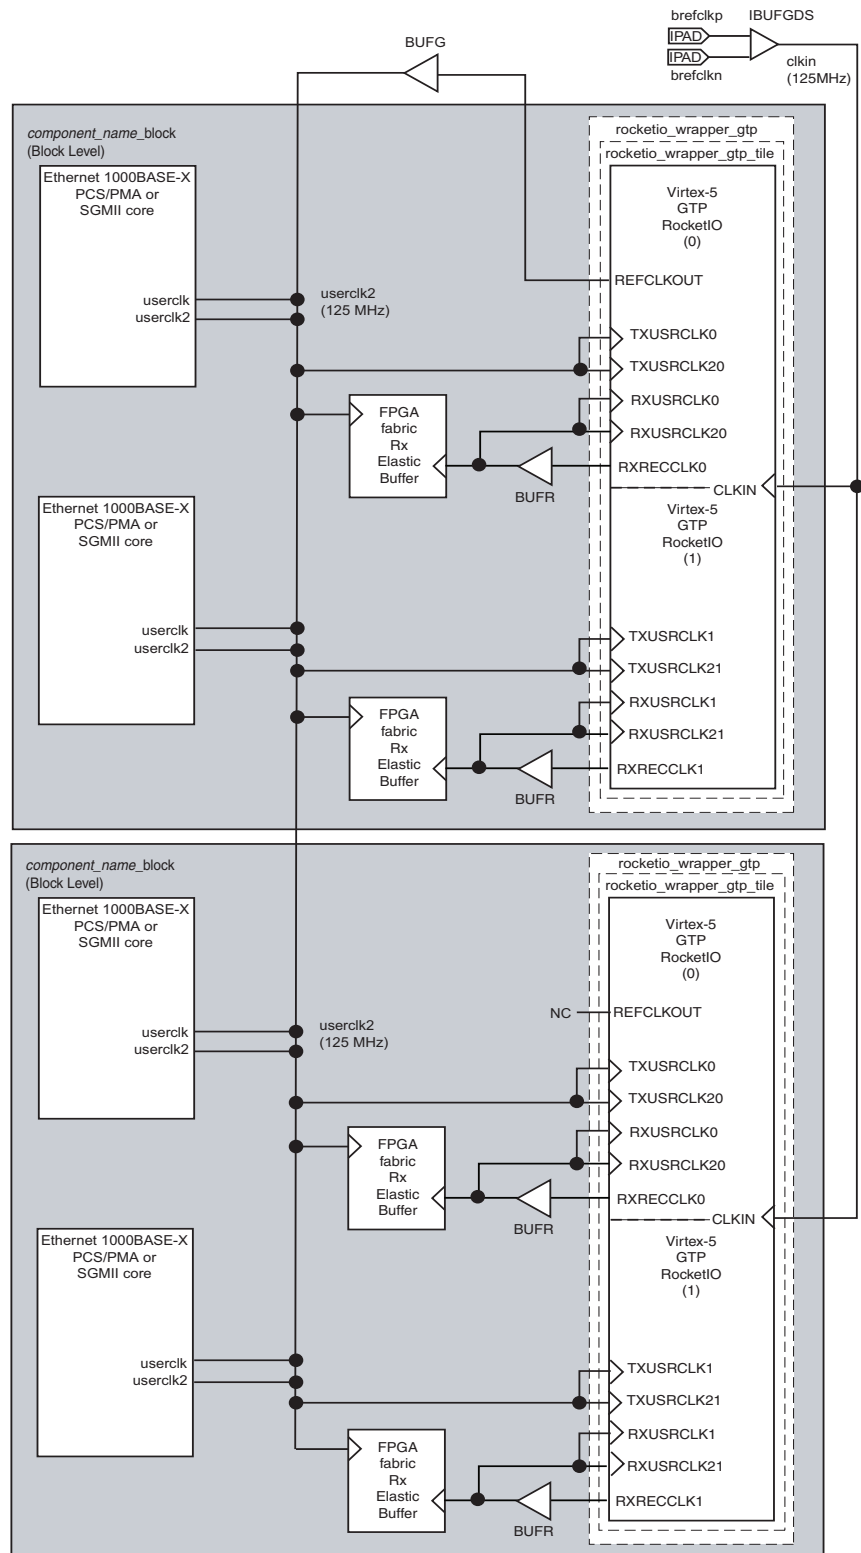 brefclkp
IBUFGDS
IPAD
IPAD
brefclkn
clkin
(125MHz)
BUFG
component_name_block
(Block Level)
Ethernet 1000BASE-X
PCS/PMA or
SGMII core
userclk
userclk2
userclk2
(125 MHz)
rocketio_wrapper_gtp
rocketio_wrapper_gtp_tile
Virtex-5
GTP
RocketIO
(0)
REFCLKOUT
TXUSRCLK0
TXUSRCLK20
RXUSRCLK0
RXUSRCLK20
RXRECCLK0
FPGA
fabric
Rx
Elastic
Buffer
BUFR
CLKIN
Ethernet 1000BASE-X
PCS/PMA or
SGMII core
userclk
userclk2
Virtex-5
GTP
RocketIO
(1)
TXUSRCLK1
TXUSRCLK21
RXUSRCLK1
RXUSRCLK21
RXRECCLK1
FPGA
fabric
Rx
Elastic
Buffer
BUFR
component_name_block
(Block Level)
Ethernet 1000BASE-X
PCS/PMA or
SGMII core
userclk
userclk2
userclk2
(125 MHz)
rocketio_wrapper_gtp
rocketio_wrapper_gtp_tile
Virtex-5
GTP
RocketIO
(0)
NC
REFCLKOUT
TXUSRCLK0
TXUSRCLK20
RXUSRCLK0
RXUSRCLK20
RXRECCLK0
FPGA
fabric
Rx
Elastic
Buffer
BUFR
CLKIN
Ethernet 1000BASE-X
PCS/PMA or
SGMII core
userclk
userclk2
Virtex-5
GTP
RocketIO
(1)
TXUSRCLK1
TXUSRCLK21
RXUSRCLK1
RXUSRCLK21
RXRECCLK1
FPGA
fabric
Rx
Elastic
Buffer
BUFR